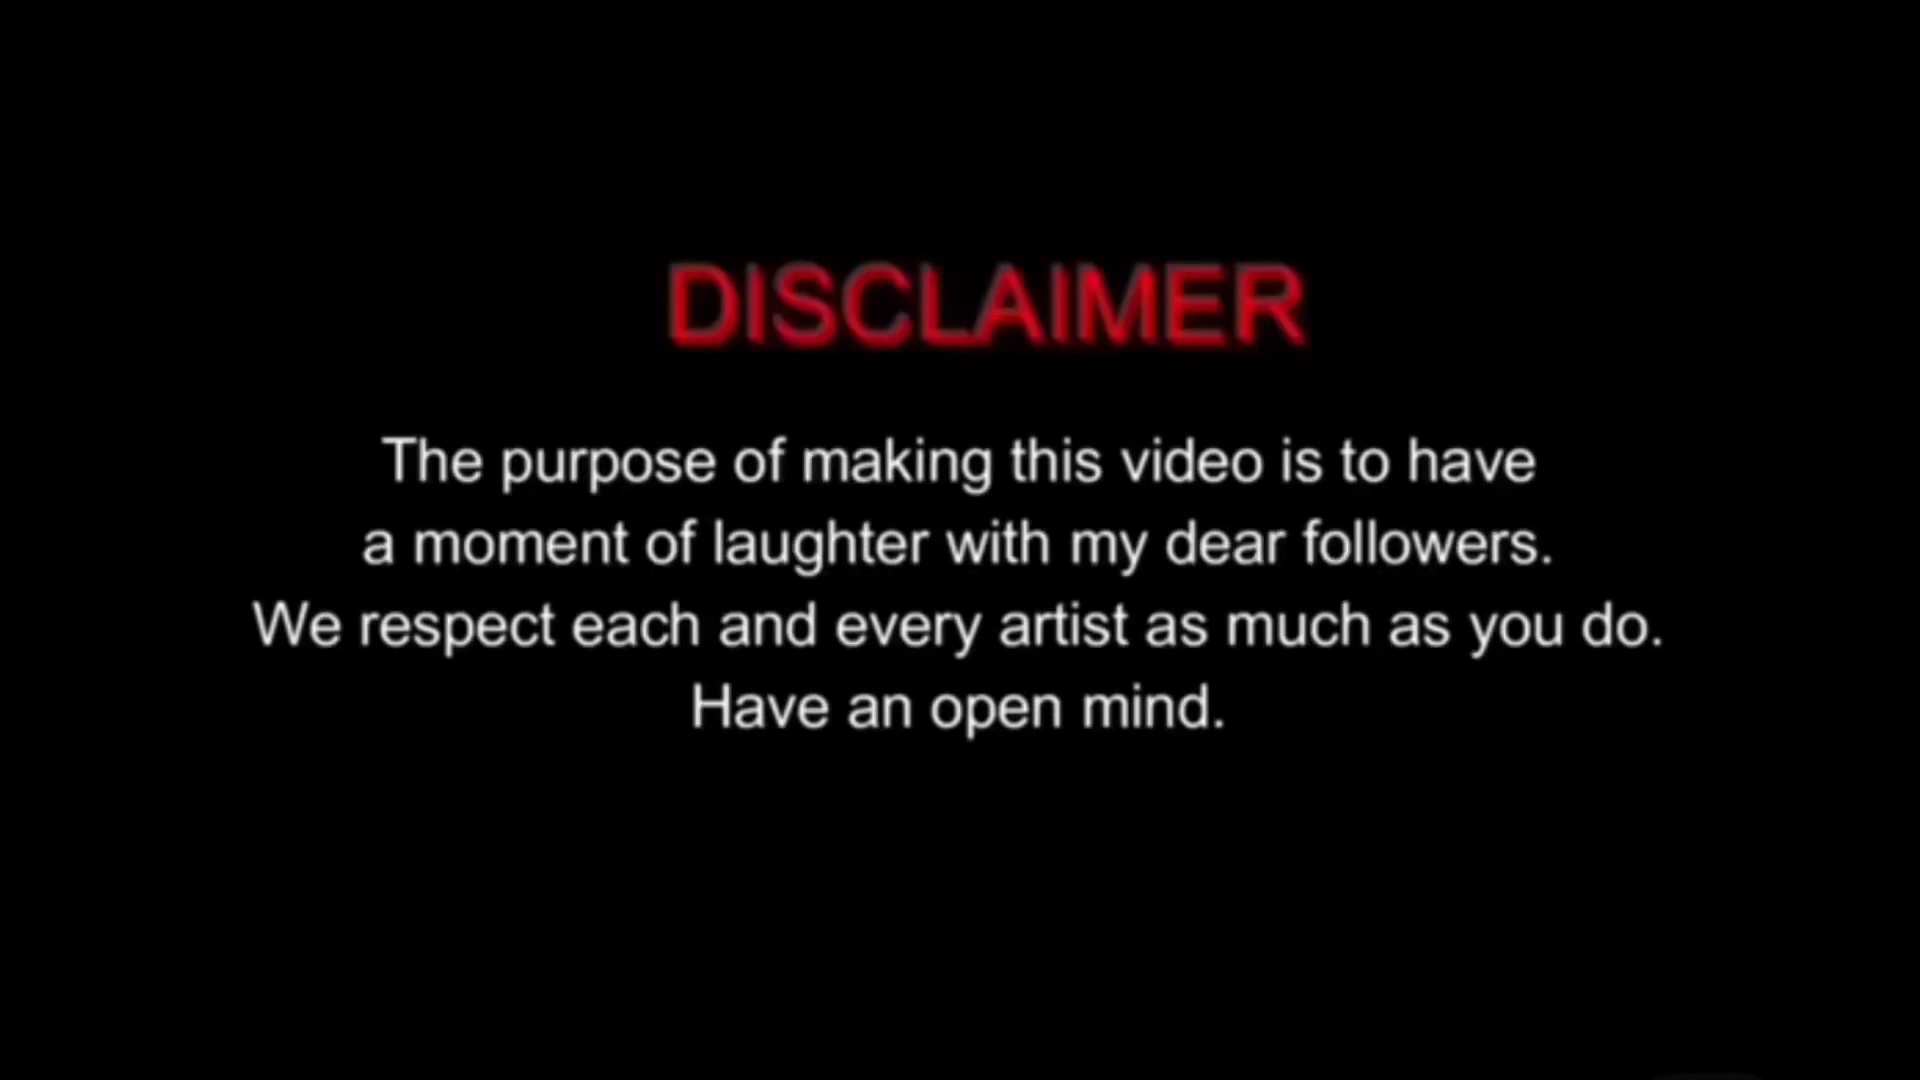 DISCLAIMER
The purpose of making this video is to have
a moment of laughter with my dear followers.
We respect each and every artist as much as you do.
Have an open mind.